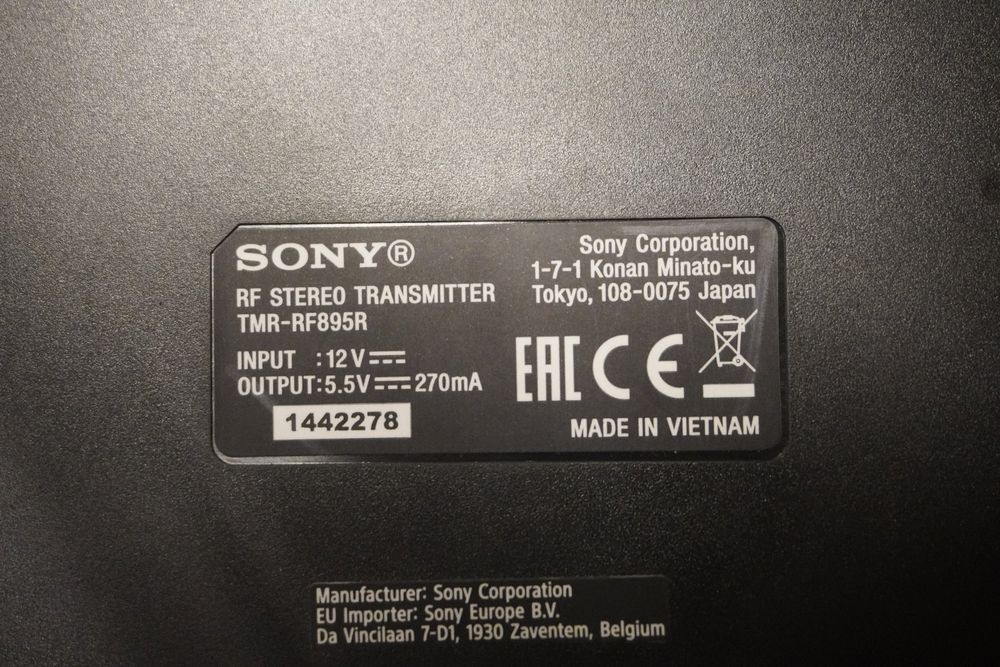 SONY®
RF STEREO TRANSMITTER
TMR-RF895R
INPUT :12V⎓
OUTPUT:5.5V⎓270mA
1442278
Sony Corporation,
1-7-1 Konan Minato-ku
Tokyo, 108-0075 Japan
EAC CE
MADE IN VIETNAM
Manufacturer: Sony Corporation
EU Importer: Sony Europe B.V.
Da Vincilaan 7-D1, 1930 Zaventem, Belgium